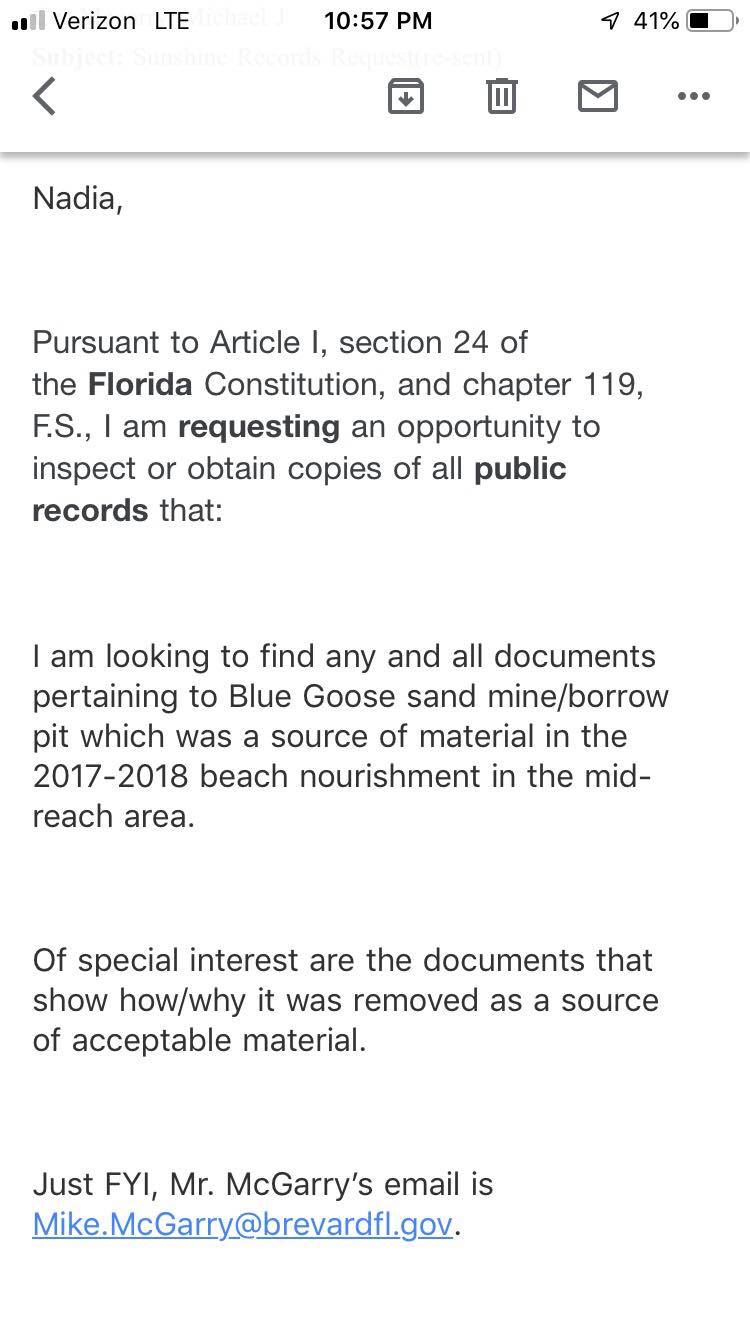 Verizon LTE 10:57 PM 41%
Michael J
Subject: Sunshine Records Request(re-sent)
Nadia,
Pursuant to Article I, section 24 of
the Florida Constitution, and chapter 119,
F.S., I am requesting an opportunity to
inspect or obtain copies of all public
records that:
I am looking to find any and all documents
pertaining to Blue Goose sand mine/borrow
pit which was a source of material in the
2017-2018 beach nourishment in the mid-
reach area.
Of special interest are the documents that
show how/why it was removed as a source
of acceptable material.
Just FYI, Mr. McGarry’s email is
Mike.McGarry@brevardfl.gov.